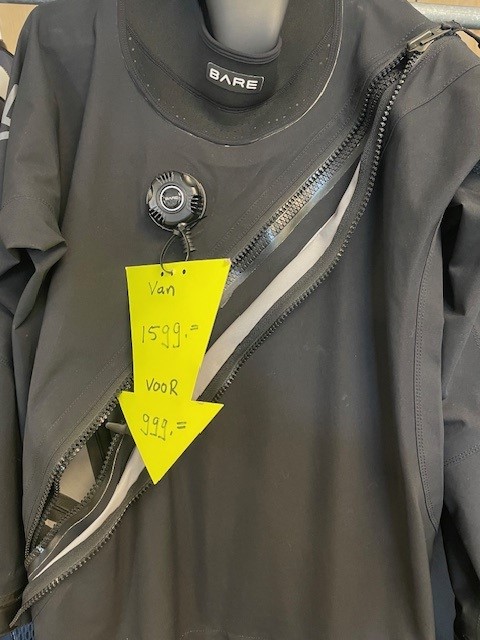 BARE
Van
1599.=
VOOR
999.=